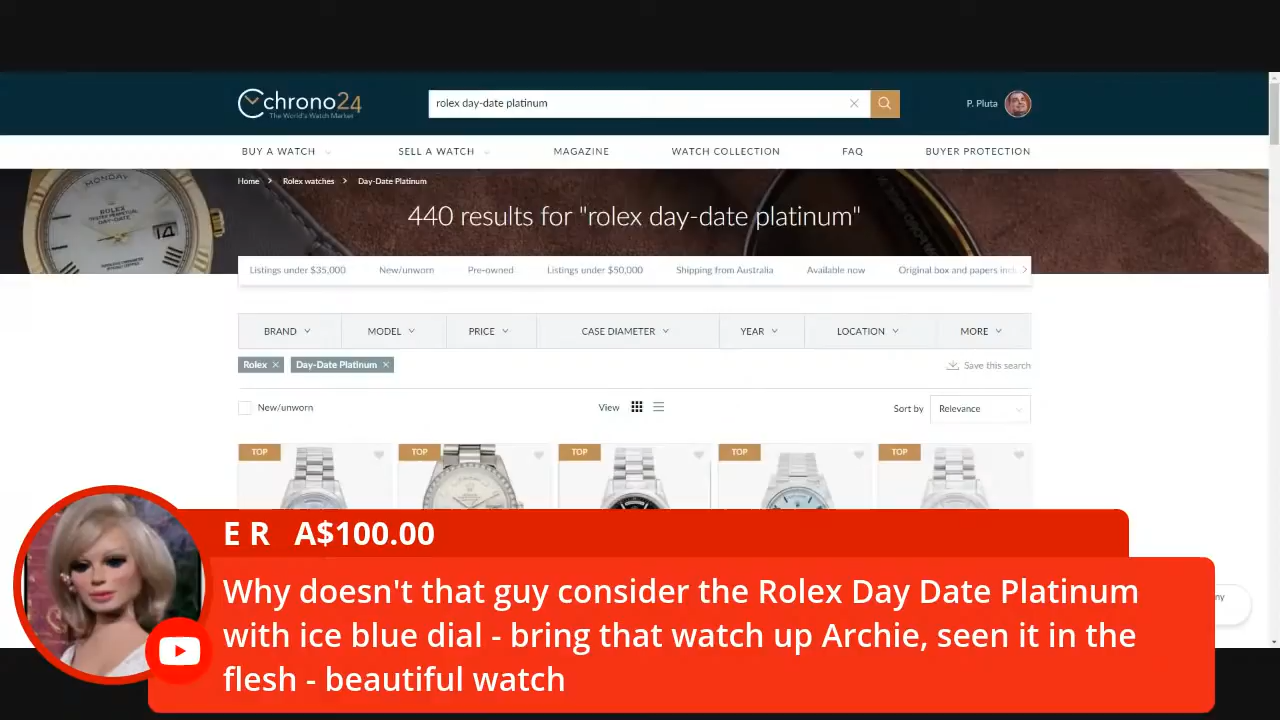 chrono24
The World's Watch Market
rolex day-date platinum
P. Pluta
BUY A WATCH
SELL A WATCH
MAGAZINE
WATCH COLLECTION
FAQ
BUYER PROTECTION
Home > Rolex watches > Day-Date Platinum
MONDAY
ROLEX
14
440 results for "rolex day-date platinum"
Listings under $35,000
New/unworn
Pre-owned
Listings under $50,000
Shipping from Australia
Available now
Original box and papers incl
BRAND
MODEL
PRICE
CASE DIAMETER
YEAR
LOCATION
MORE
Rolex ×
Day-Date Platinum ×
Save this search
New/unworn
View
Sort by
Relevance
TOP
TOP
TOP
TOP
TOP
E R A$100.00
Why doesn't that guy consider the Rolex Day Date Platinum
with ice blue dial - bring that watch up Archie, seen it in the
flesh - beautiful watch
ny